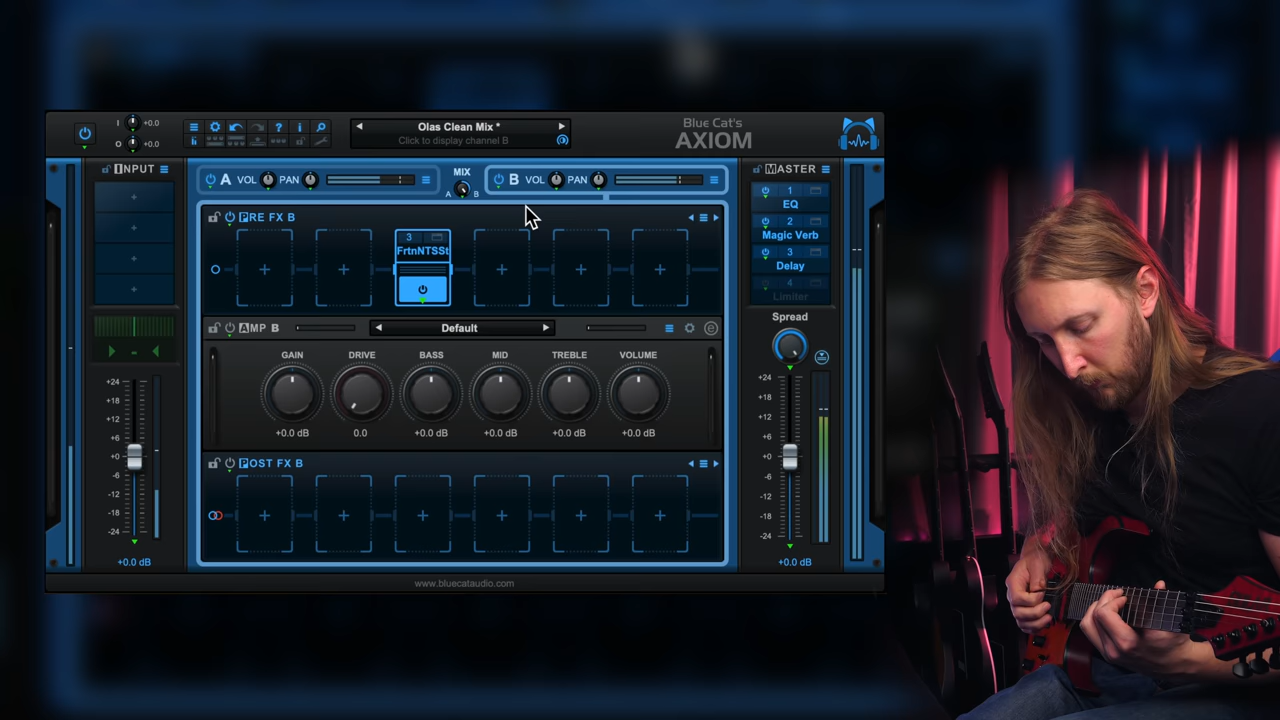 I +0.0
O +0.0
Olas Clean Mix *
Click to display channel B
BLUE CAT'S
AXIOM
INPUT
A VOL PAN
MIX
A B
B VOL PAN
MASTER
1
EQ
2
Magic Verb
3
Delay
4
Limiter
PRE FX B
3
FrtnNTSSt
AMP B
Default
GAIN DRIVE BASS MID TREBLE VOLUME
+0.0 dB 0.0 +0.0 dB +0.0 dB +0.0 dB +0.0 dB
POST FX B
Spread
+24
+18
+12
+6
+0
-6
-12
-18
-24
+0.0 dB
+24
+18
+12
+6
+0
-6
-12
-18
-24
+0.0 dB
www.bluecataudio.com